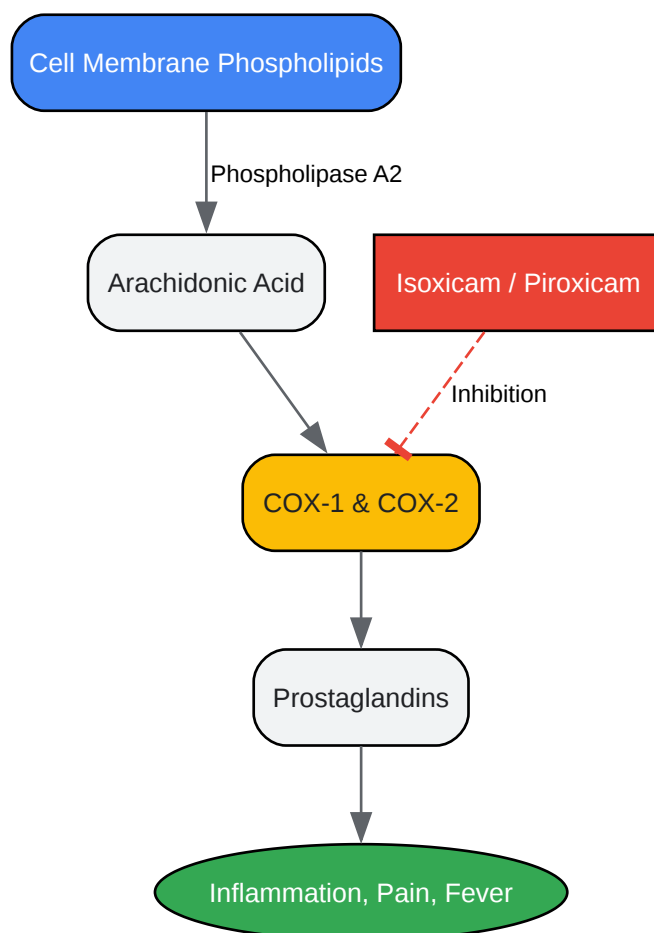 Cell Membrane Phospholipids
Phospholipase A2
Arachidonic Acid
Isoxicam / Piroxicam
Inhibition
COX-1 & COX-2
Prostaglandins
Inflammation, Pain, Fever